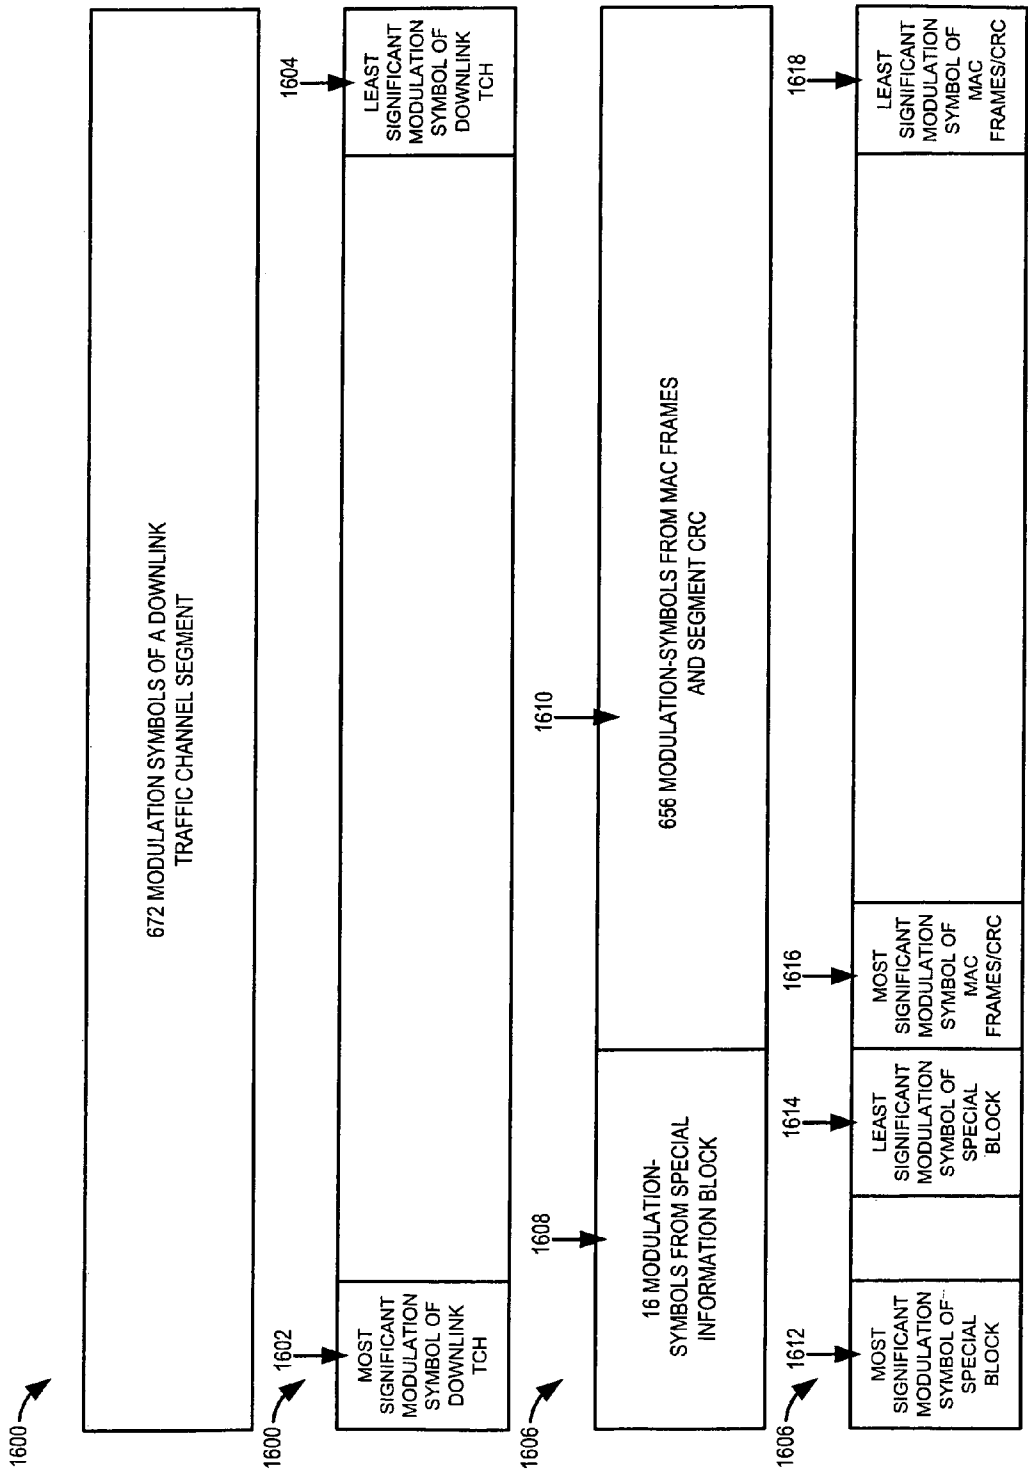 1600
672 MODULATION SYMBOLS OF A DOWNLINK
TRAFFIC CHANNEL SEGMENT
1600
1602
MOST
SIGNIFICANT
MODULATION
SYMBOL OF
DOWNLINK
TCH
1604
LEAST
SIGNIFICANT
MODULATION
SYMBOL OF
DOWNLINK
TCH
1606
1608
16 MODULATION-
SYMBOLS FROM SPECIAL
INFORMATION BLOCK
1610
656 MODULATION-SYMBOLS FROM MAC FRAMES
AND SEGMENT CRC
1606
1612
MOST
SIGNIFICANT
MODULATION
SYMBOL OF
SPECIAL
BLOCK
1614
LEAST
SIGNIFICANT
MODULATION
SYMBOL OF
SPECIAL
BLOCK
1616
MOST
SIGNIFICANT
MODULATION
SYMBOL OF
MAC
FRAMES/CRC
1618
LEAST
SIGNIFICANT
MODULATION
SYMBOL OF
MAC
FRAMES/CRC